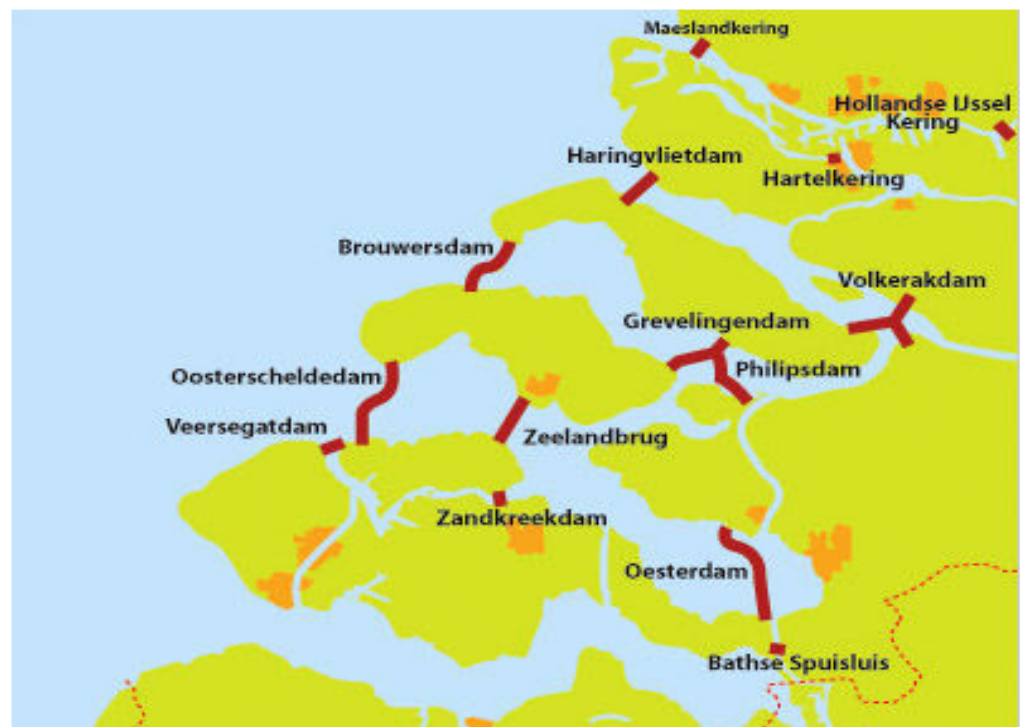 Maeslandkering
Hollandse IJssel
Kering
Haringvlietdam
Hartelkering
Brouwersdam
Volkerakdam
Grevelingendam
Philipsdam
Oosterscheldedam
Veersegatdam
Zeelandbrug
Zandkreekdam
Oesterdam
Bathse Spuisluis